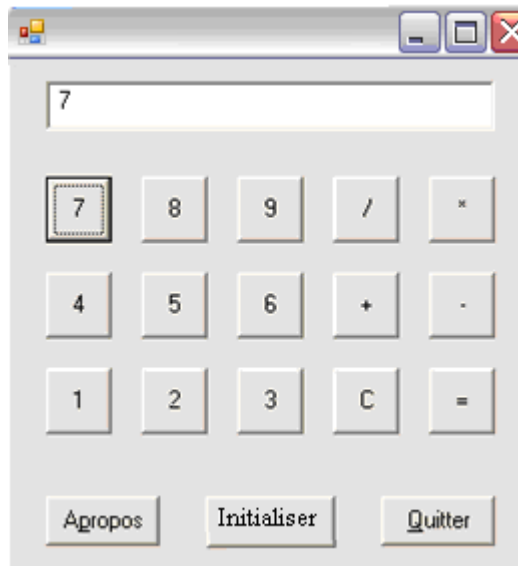 7
7 8 9 / *
4 5 6 + -
1 2 3 C =
Apropos Initialiser Quitter